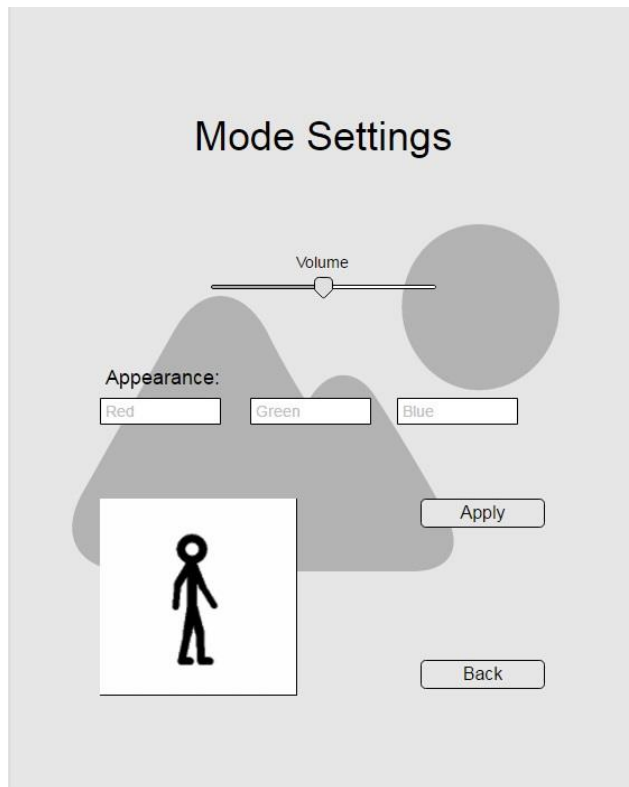 Mode Settings
Volume
Appearance:
Red Green Blue
Apply
Back